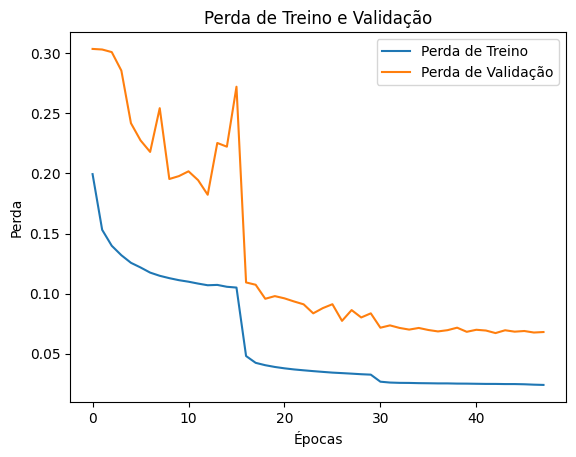 Perda de Treino e Validação
Perda de Treino
Perda de Validação
0.30
0.25
0.20
0.15
0.10
0.05
Perda
0 10 20 30 40
Épocas